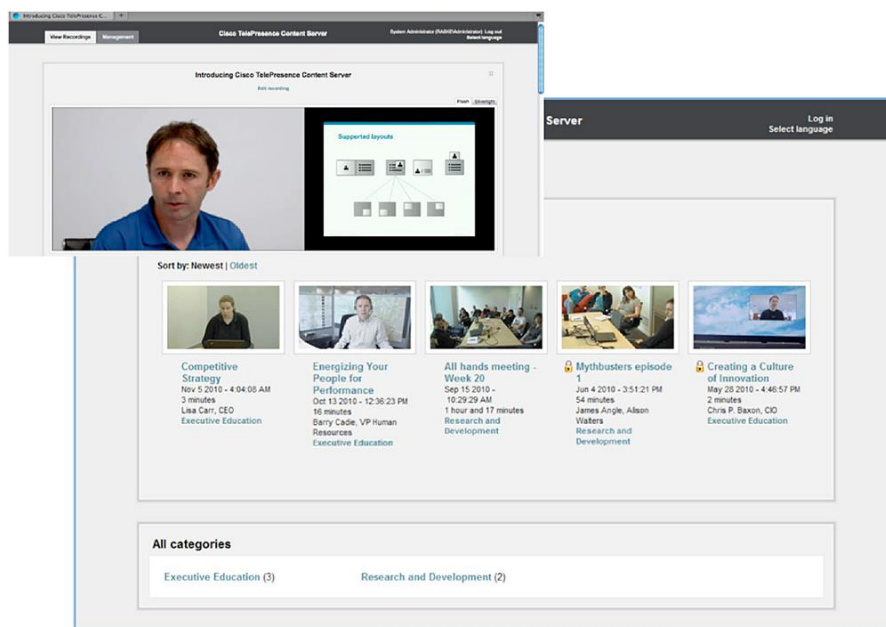 Introducing Cisco TelePresence C...
View Recordings
Management
Cisco TelePresence Content Server
System Administrator (RASKE\Administrator) Log out
Select language
Introducing Cisco TelePresence Content Server
Edit recording
Flash Silverlight
Supported layouts
Server
Log in
Select language
Sort by: Newest | Oldest
Competitive
Strategy
Nov 5 2010 - 4:04:08 AM
3 minutes
Lisa Carr, CEO
Executive Education
Energizing Your
People for
Performance
Oct 13 2010 - 12:36:23 PM
16 minutes
Barry Cadie, VP Human
Resources
Executive Education
All hands meeting -
Week 20
Sep 15 2010 -
10:29:29 AM
1 hour and 17 minutes
Research and
Development
Mythbusters episode
1
Jun 4 2010 - 3:51:21 PM
54 minutes
James Angle, Alison
Walters
Research and
Development
Creating a Culture
of Innovation
May 28 2010 - 4:46:57 PM
2 minutes
Chris P. Baxon, CIO
Executive Education
All categories
Executive Education (3)
Research and Development (2)